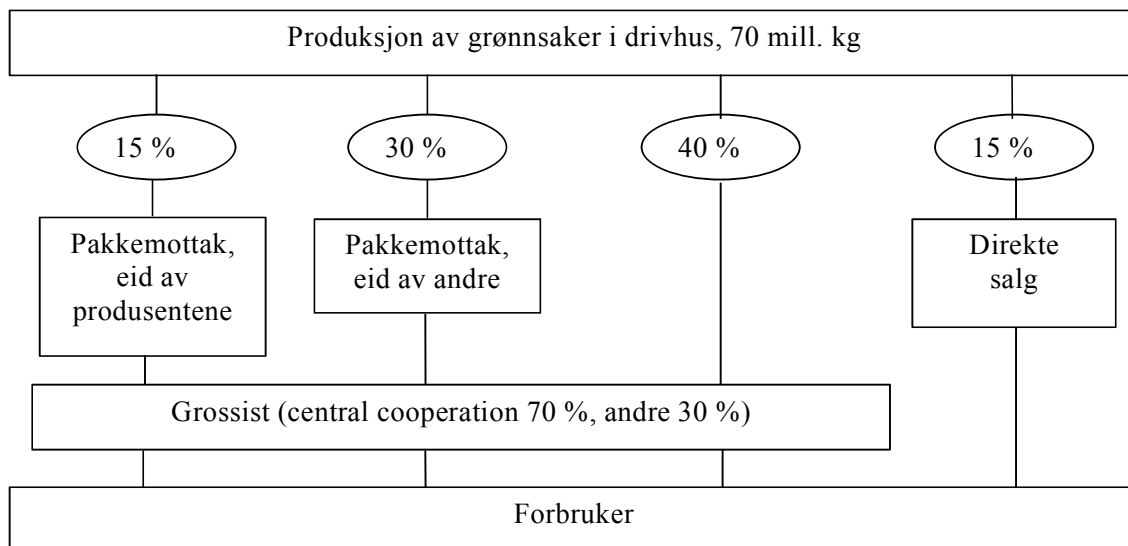 Produksjon av grønnsaker i drivhus, 70 mill. kg
15 %
30 %
40 %
15 %
Pakkemottak,
eid av
produsentene
Pakkemottak,
eid av andre
Direkte
salg
Grossist (central cooperation 70 %, andre 30 %)
Forbruker